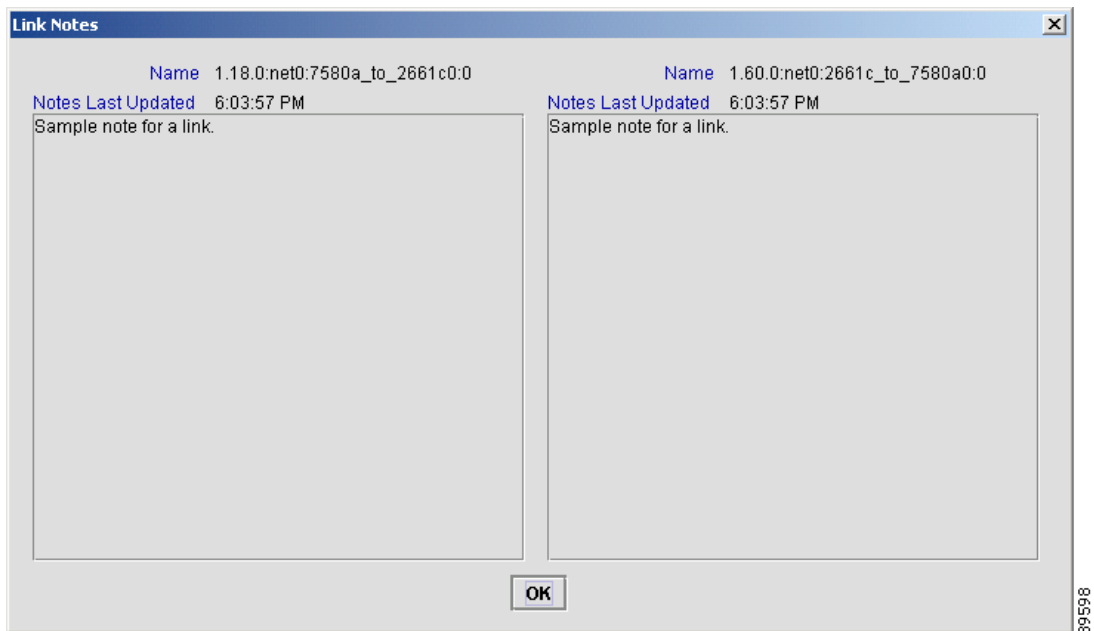 Link Notes
Name 1.18.0:net0:7580a_to_2661c0:0
Notes Last Updated 6:03:57 PM
Sample note for a link.
Name 1.60.0:net0:2661c_to_7580a0:0
Notes Last Updated 6:03:57 PM
Sample note for a link.
OK